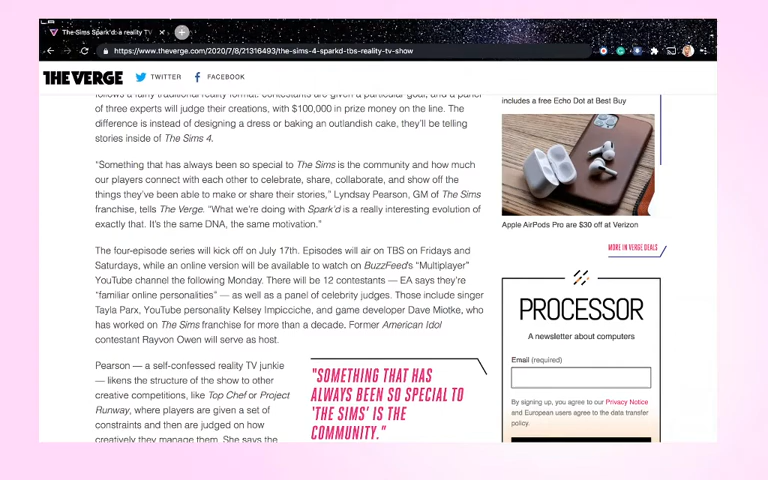 The Sims Spark'd: a reality TV
https://www.theverge.com/2020/7/8/21316493/the-sims-4-sparkd-tbs-reality-tv-show
THE VERGE TWITTER FACEBOOK
follows a fairly traditional reality format: contestants are given a particular goal, and a panel
of three experts will judge their creations, with $100,000 in prize money on the line. The
difference is instead of designing a dress or baking an outlandish cake, they'll be telling
stories inside of The Sims 4.
“Something that has always been so special to The Sims is the community and how much
our players connect with each other to celebrate, share, collaborate, and show off the
things they've been able to make or share their stories,” Lyndsay Pearson, GM of The Sims
franchise, tells The Verge. “What we're doing with Spark'd is a really interesting evolution of
exactly that. It's the same DNA, the same motivation.”
The four-episode series will kick off on July 17th. Episodes will air on TBS on Fridays and
Saturdays, while an online version will be available to watch on BuzzFeed's “Multiplayer”
YouTube channel the following Monday. There will be 12 contestants — EA says they're
“familiar online personalities” — as well as a panel of celebrity judges. Those include singer
Tayla Parx, YouTube personality Kelsey Impicciche, and game developer Dave Miotke, who
has worked on The Sims franchise for more than a decade. Former American Idol
contestant Rayvon Owen will serve as host.
Pearson — a self-confessed reality TV junkie
— likens the structure of the show to other
creative competitions, like Top Chef or Project
Runway, where players are given a set of
constraints and then are judged on how
creatively they manage them. She says the
"SOMETHING THAT HAS
ALWAYS BEEN SO SPECIAL TO
'THE SIMS' IS THE
COMMUNITY."
includes a free Echo Dot at Best Buy
Apple AirPods Pro are $30 off at Verizon
MORE IN VERGE DEALS
PROCESSOR
A newsletter about computers
Email (required)
By signing up, you agree to our Privacy Notice
and European users agree to the data transfer
policy.